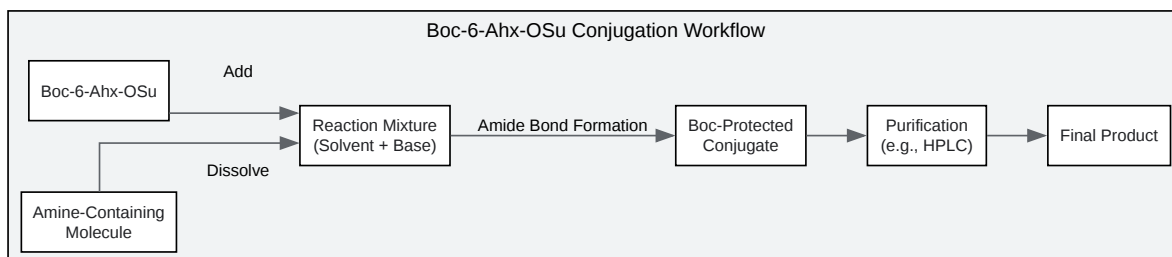 Boc-6-Ahx-OSu Conjugation Workflow
Boc-6-Ahx-OSu
Add
Reaction Mixture
(Solvent + Base)
Amide Bond Formation
Boc-Protected
Conjugate
Purification
(e.g., HPLC)
Final Product
Dissolve
Amine-Containing
Molecule